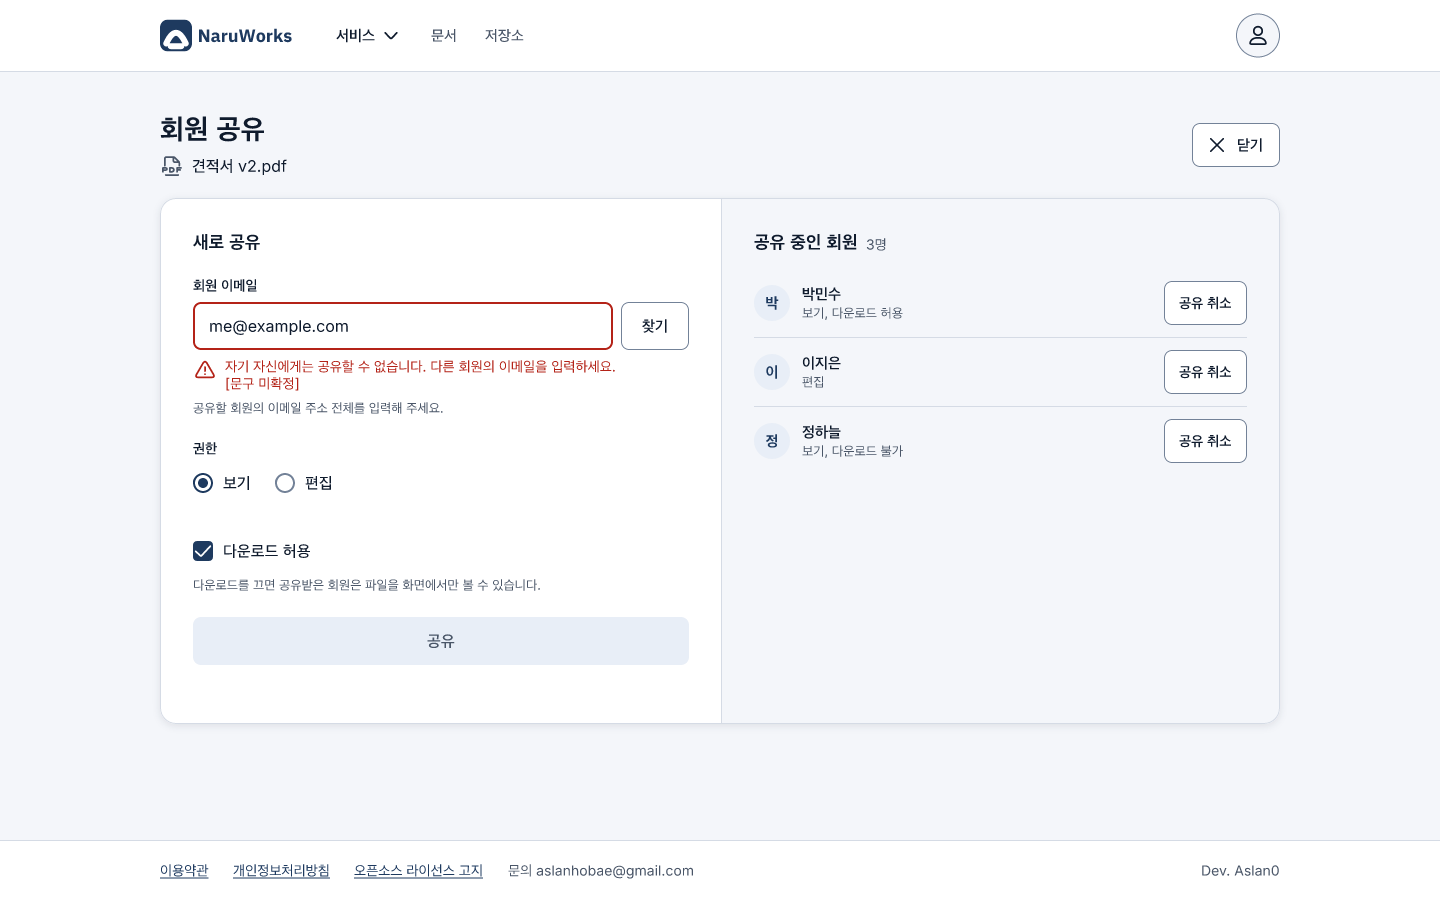 NaruWorks
서비스
문서
저장소
회원 공유
PDF
견적서 v2.pdf
닫기
새로 공유
회원 이메일
me@example.com
찾기
자기 자신에게는 공유할 수 없습니다. 다른 회원의 이메일을 입력하세요.
[문구 미확정]
공유할 회원의 이메일 주소 전체를 입력해 주세요.
권한
보기
편집
다운로드 허용
다운로드를 끄면 공유받은 회원은 파일을 화면에서만 볼 수 있습니다.
공유
공유 중인 회원 3명
박
박민수
보기, 다운로드 허용
공유 취소
이
이지은
편집
공유 취소
정
정하늘
보기, 다운로드 불가
공유 취소
이용약관
개인정보처리방침
오픈소스 라이선스 고지
문의 aslanhobae@gmail.com
Dev. Aslan0